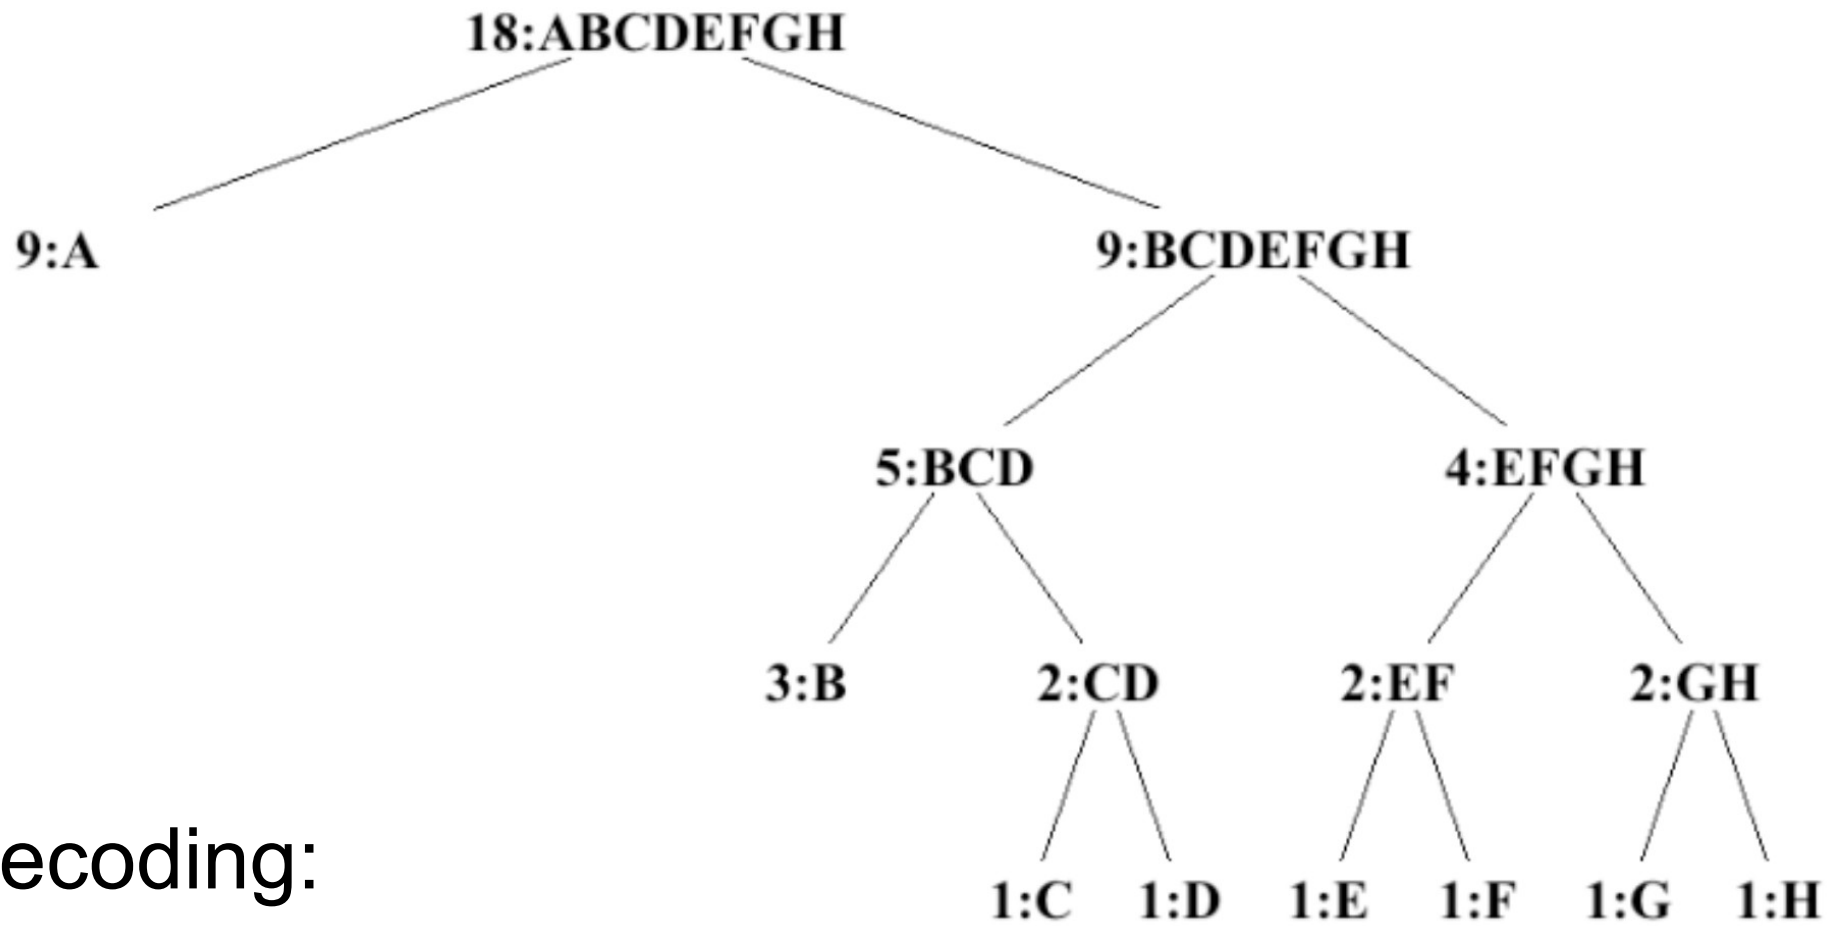 18:ABCDEFGH
9:A 9:BCDEFGH
5:BCD 4:EFGH
3:B 2:CD 2:EF 2:GH
ecoding:
1:C 1:D 1:E 1:F 1:G 1:H